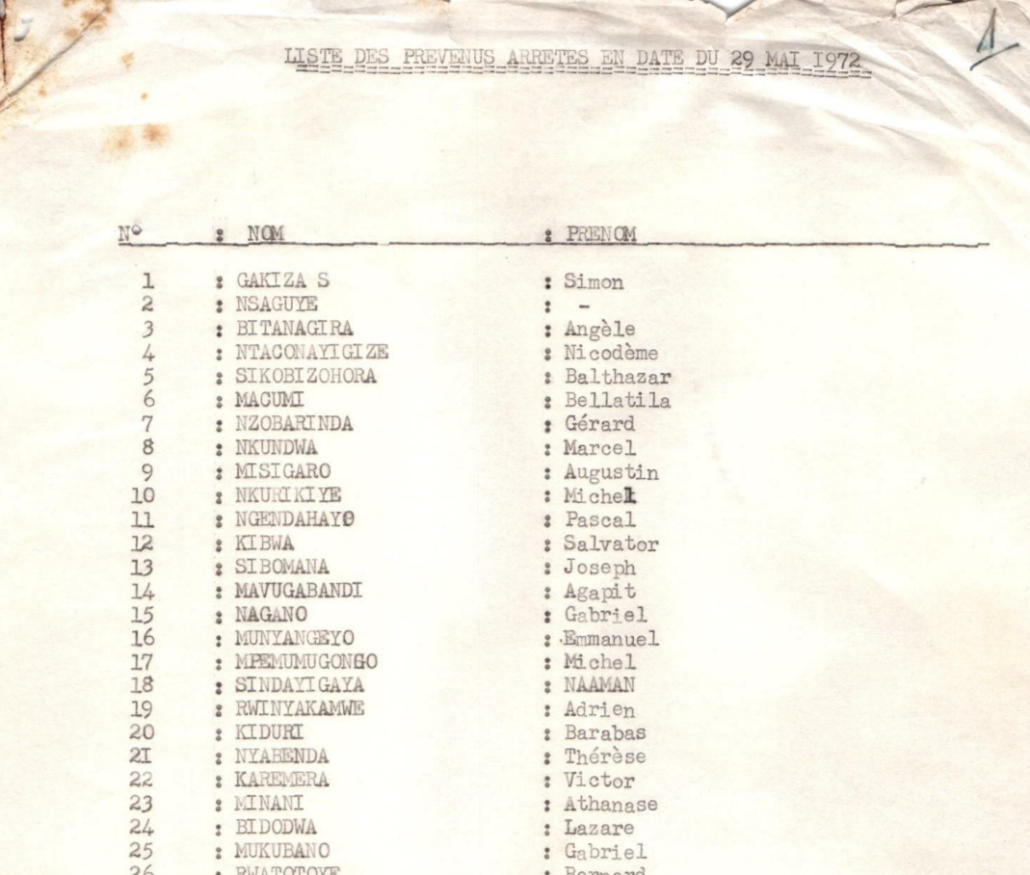 1
LISTE DES PREVENUS ARRETES EN DATE DU 29 MAI 1972
N° : NOM : PRENOM
1 : GAKIZA S : Simon
2 : NSAGUYE : -
3 : BITANAGIRA : Angèle
4 : NTACONAYIGIZE : Nicodème
5 : SIKOBIZOHORA : Balthazar
6 : MACUMI : Bellatila
7 : NZOBARINDA : Gérard
8 : NKUNDWA : Marcel
9 : MISIGARO : Augustin
10 : NKURIKIYE : Michel
11 : NGENDAHAYO : Pascal
12 : KIBWA : Salvator
13 : SIBOMANA : Joseph
14 : MAVUGABANDI : Agapit
15 : NAGANO : Gabriel
16 : MUNYANGEYO : Emmanuel
17 : MPEMUMUGONGO : Michel
18 : SINDAYIGAYA : NAAMAN
19 : RWINYAKAMWE : Adrien
20 : KIDURI : Barabas
21 : NYABENDA : Thérèse
22 : KAREMERA : Victor
23 : MINANI : Athanase
24 : BIDODWA : Lazare
25 : MUKUBANO : Gabriel
26 : RWATOTOYE : Bernard